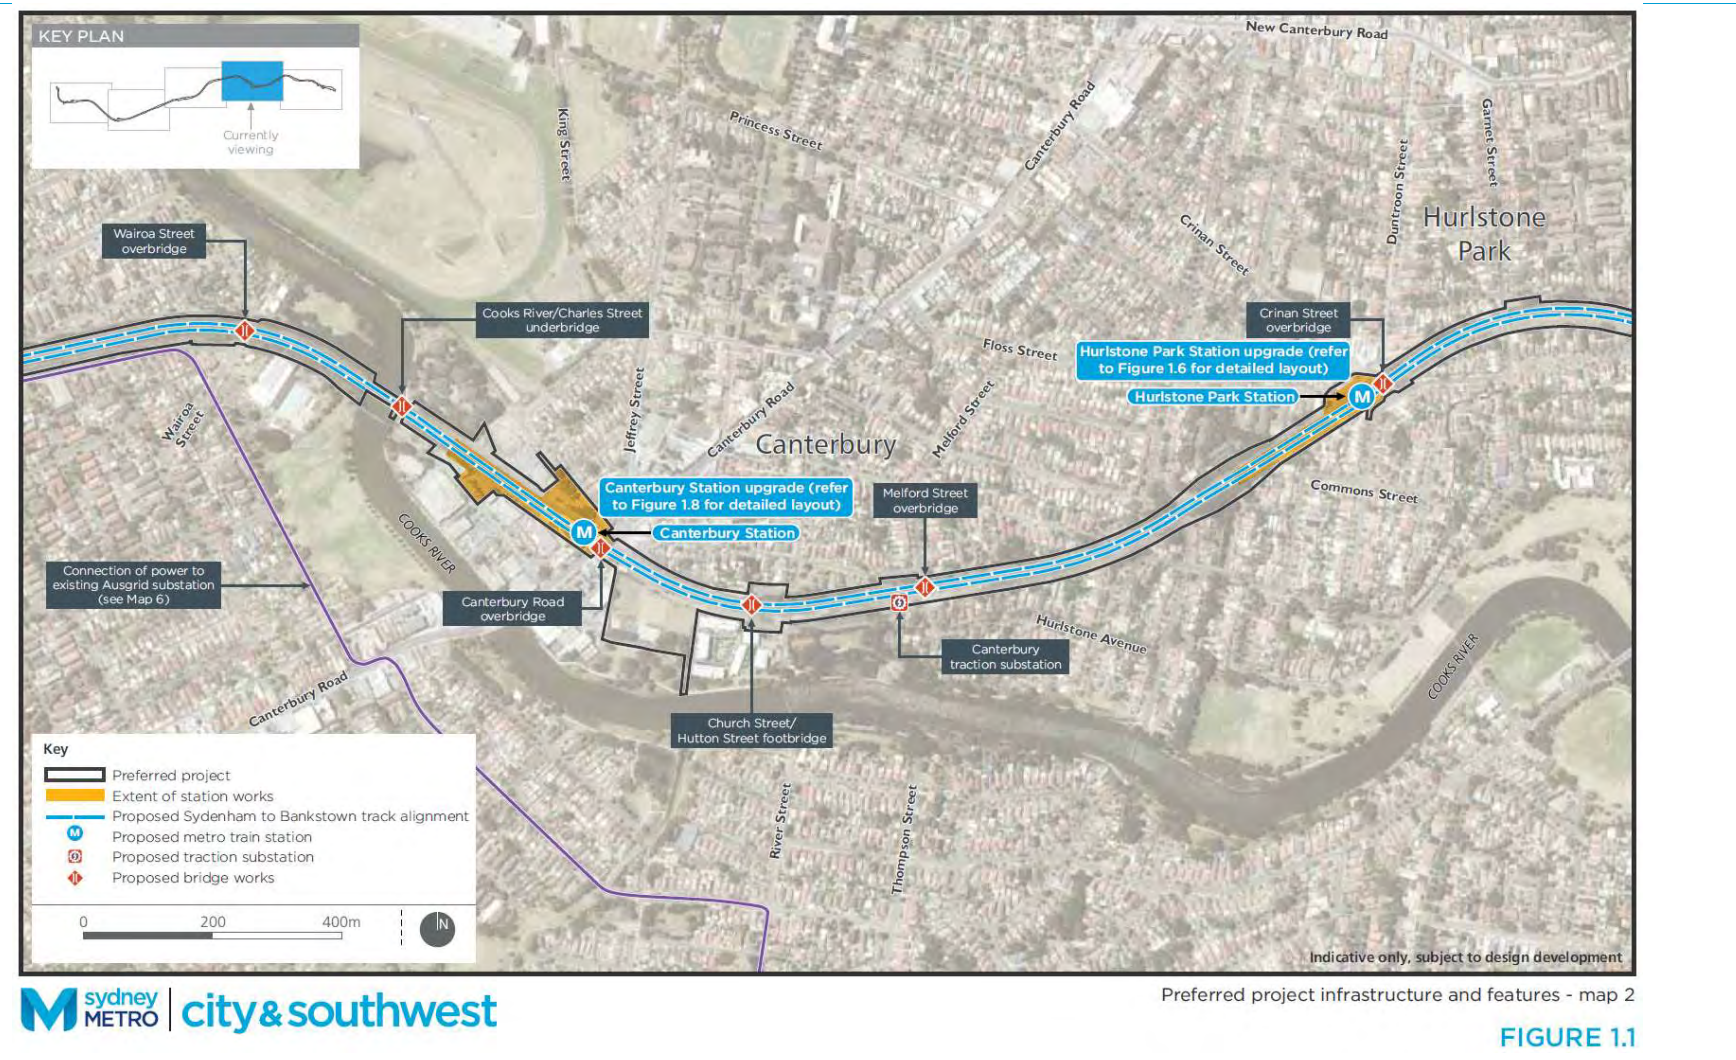 KEY PLAN
Currently
viewing
New Canterbury Road
King Street
Princess Street
Canterbury Road
Garnet Street
Duntroon Street
Crinan Street
Hurlstone
Park
Wairoa Street
overbridge
Cooks River/Charles Street
underbridge
Crinan Street
overbridge
Floss Street
Hurlstone Park Station upgrade (refer
to Figure 1.6 for detailed layout)
Hurlstone Park Station
M
Wairoa
Street
Jeffrey Street
Canterbury Road
Canterbury
Melford Street
Canterbury Station upgrade (refer
to Figure 1.8 for detailed layout)
Melford Street
overbridge
Commons Street
M
Canterbury Station
COOKS RIVER
Connection of power to
existing Ausgrid substation
(see Map 6)
Canterbury Road
overbridge
Hurlstone Avenue
Canterbury
traction substation
COOKS RIVER
Canterbury Road
Church Street/
Hutton Street footbridge
River Street
Thompson Street
Key
Preferred project
Extent of station works
Proposed Sydenham to Bankstown track alignment
M Proposed metro train station
Proposed traction substation
Proposed bridge works
0 200 400m
N
Indicative only, subject to design development
M sydney METRO city & southwest
Preferred project infrastructure and features - map 2
FIGURE 1.1